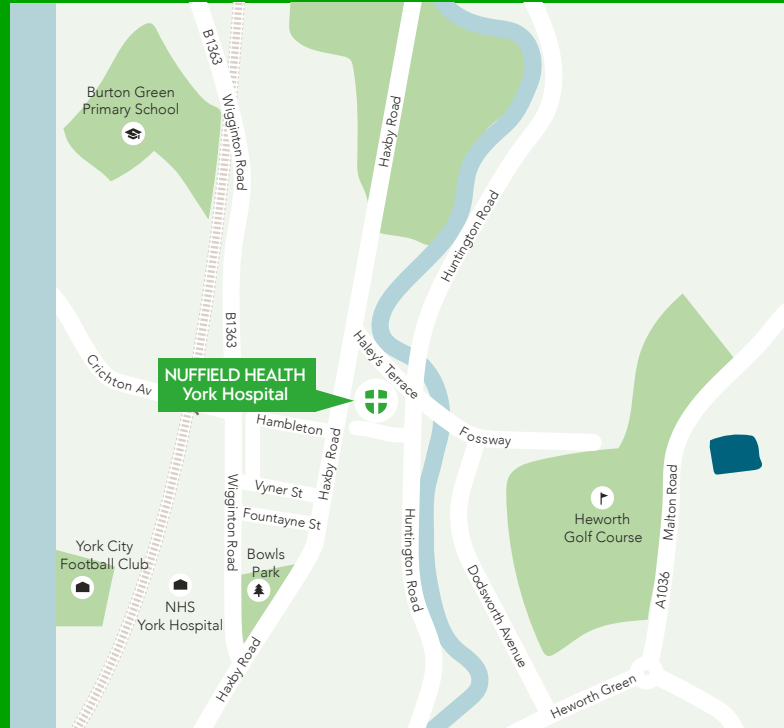 B1363
Burton Green
Primary School
Wigginton Road
Haxby Road
Huntington Road
B1363
Haley's Terrace
Crichton Av
NUFFIELD HEALTH
York Hospital
Hambleton
Fossway
Haxby Road
Vyner St
Fountayne St
Wigginton Road
Malton Road
Heworth
Golf Course
York City
Football Club
Bowls
Park
Huntington Road
Dodsworth Avenue
A1036
NHS
York Hospital
Haxby Road
Heworth Green